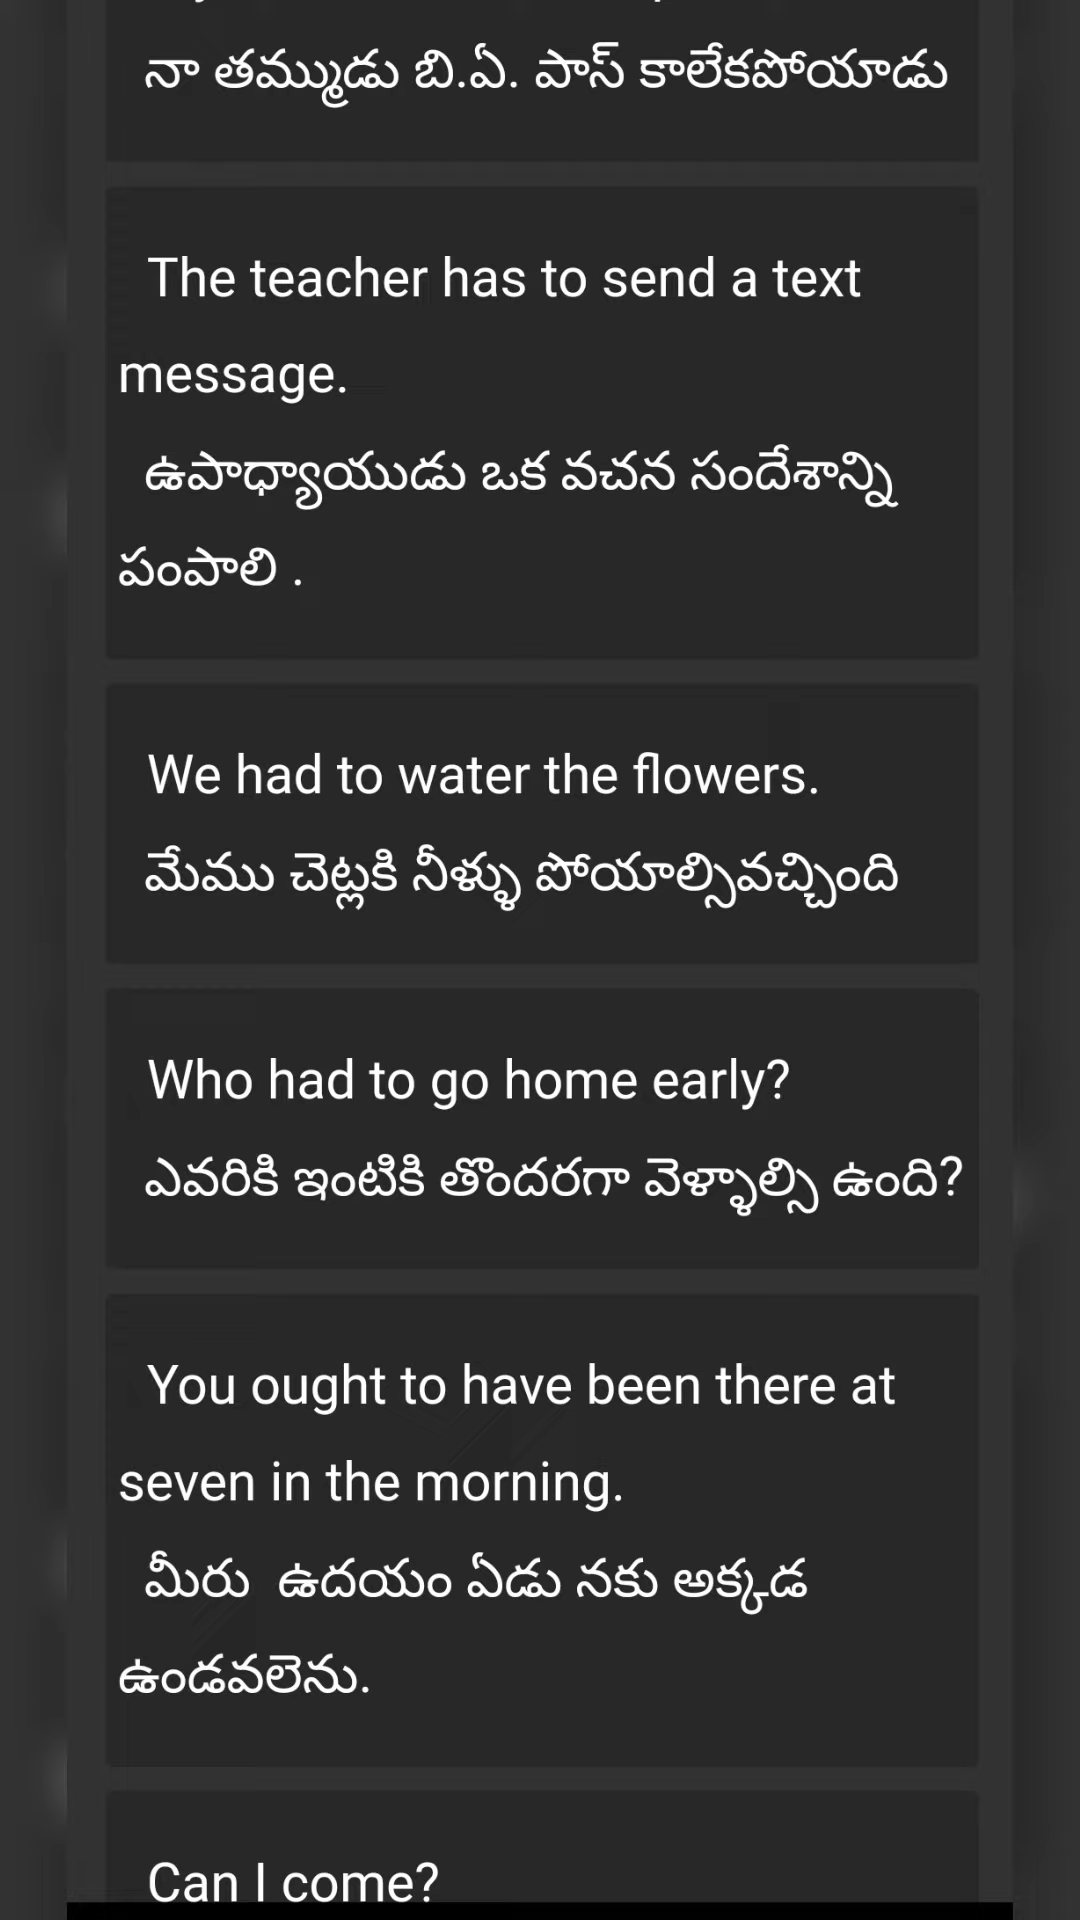 నా తమ్ముడు బి.ఏ. పాస్ కాలేకపోయాడు
The teacher has to send a text
message.
ఉపాధ్యాయుడు ఒక వచన సందేశాన్ని
పంపాలి .
We had to water the flowers.
మేము చెట్లకి నీళ్ళు పోయాల్సివచ్చింది
Who had to go home early?
ఎవరికి ఇంటికి తొందరగా వెళ్ళాల్సి ఉంది?
You ought to have been there at
seven in the morning.
మీరు  ఉదయం ఏడు నకు అక్కడ
ఉండవలెను.
Can I come?